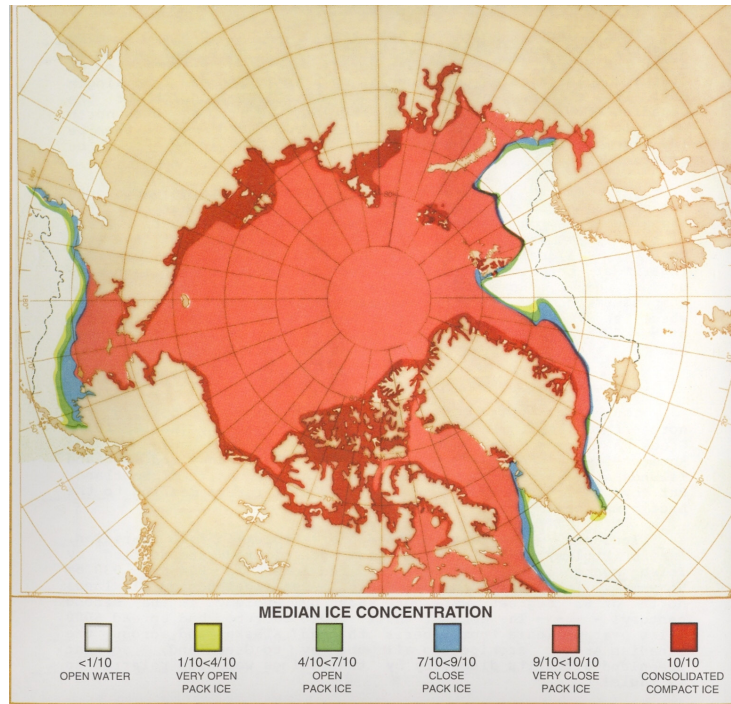 MEDIAN ICE CONCENTRATION
<1/10
OPEN WATER
1/10<4/10
VERY OPEN
PACK ICE
4/10<7/10
OPEN
PACK ICE
7/10<9/10
CLOSE
PACK ICE
9/10<10/10
VERY CLOSE
PACK ICE
10/10
CONSOLIDATED
COMPACT ICE